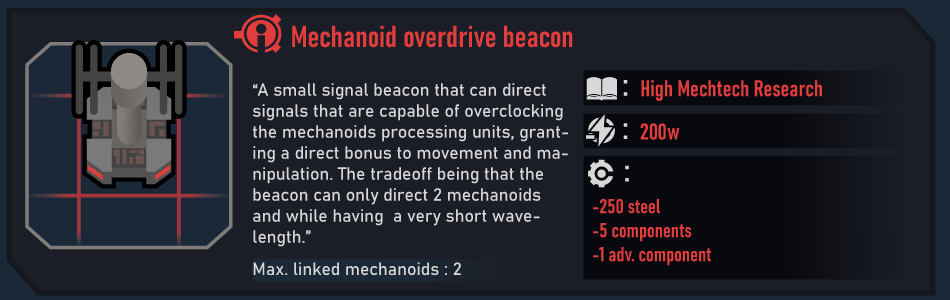 Mechanoid overdrive beacon
“A small signal beacon that can direct
signals that are capable of overclocking
the mechanoids processing units, grant-
ing a direct bonus to movement and ma-
nipulation. The tradeoff being that the
beacon can only direct 2 mechanoids
and while having  a very short wave-
length.”
Max. linked mechanoids : 2
: High Mechtech Research
: 200w
:
-250 steel
-5 components
-1 adv. component